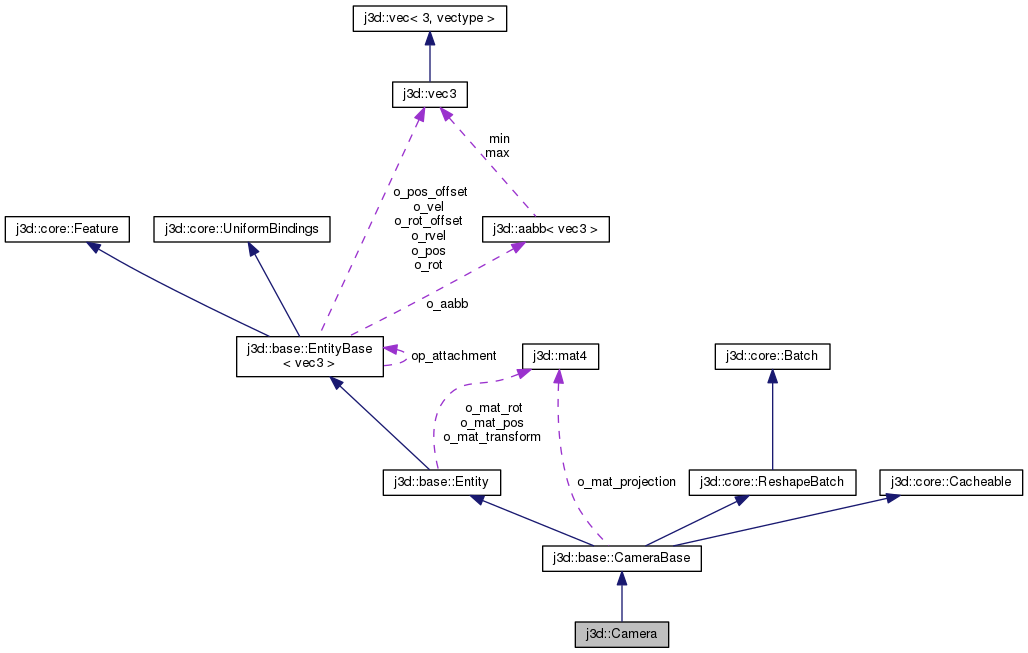 j3d::vec< 3, vectype >
j3d::vec3
min
max
o_pos_offset
o_vel
o_rot_offset
o_rvel
o_pos
o_rot
j3d::core::Feature
j3d::core::UniformBindings
j3d::aabb< vec3 >
o_aabb
j3d::base::EntityBase
< vec3 >
op_attachment
j3d::mat4
j3d::core::Batch
o_mat_rot
o_mat_pos
o_mat_transform
j3d::base::Entity
o_mat_projection
j3d::core::ReshapeBatch
j3d::core::Cacheable
j3d::base::CameraBase
j3d::Camera